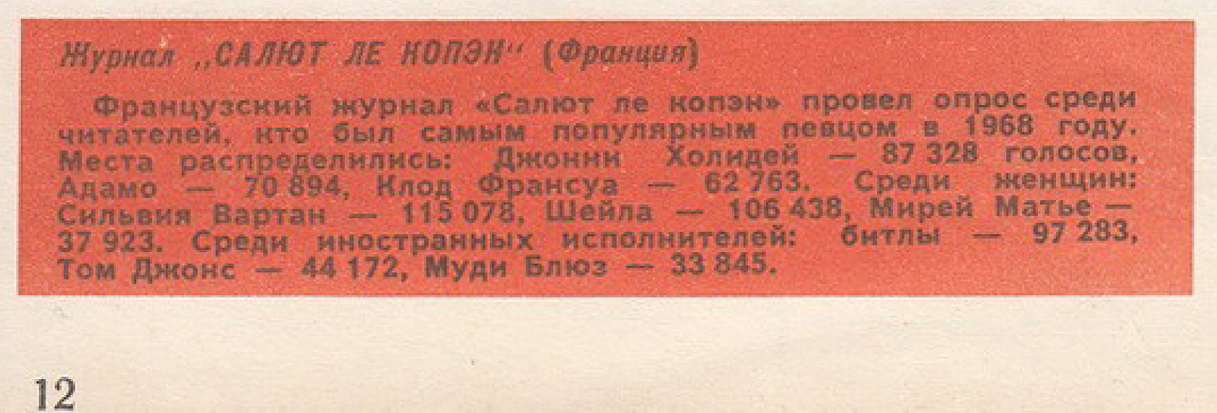 Журнал „САЛЮТ ЛЕ КОПЭН“ (Франция)
Французский журнал «Салют ле копэн» провел опрос среди
читателей, кто был самым популярным певцом в 1968 году.
Места распределились: Джонни Холидей — 87 328 голосов,
Адамо — 70 894, Клод Франсуа — 62 763. Среди женщин:
Сильвия Вартан — 115 078, Шейла — 106 438, Мирей Матье —
37 923. Среди иностранных исполнителей: битлы — 97 283,
Том Джонс — 44 172, Муди Блюз — 33 845.
12